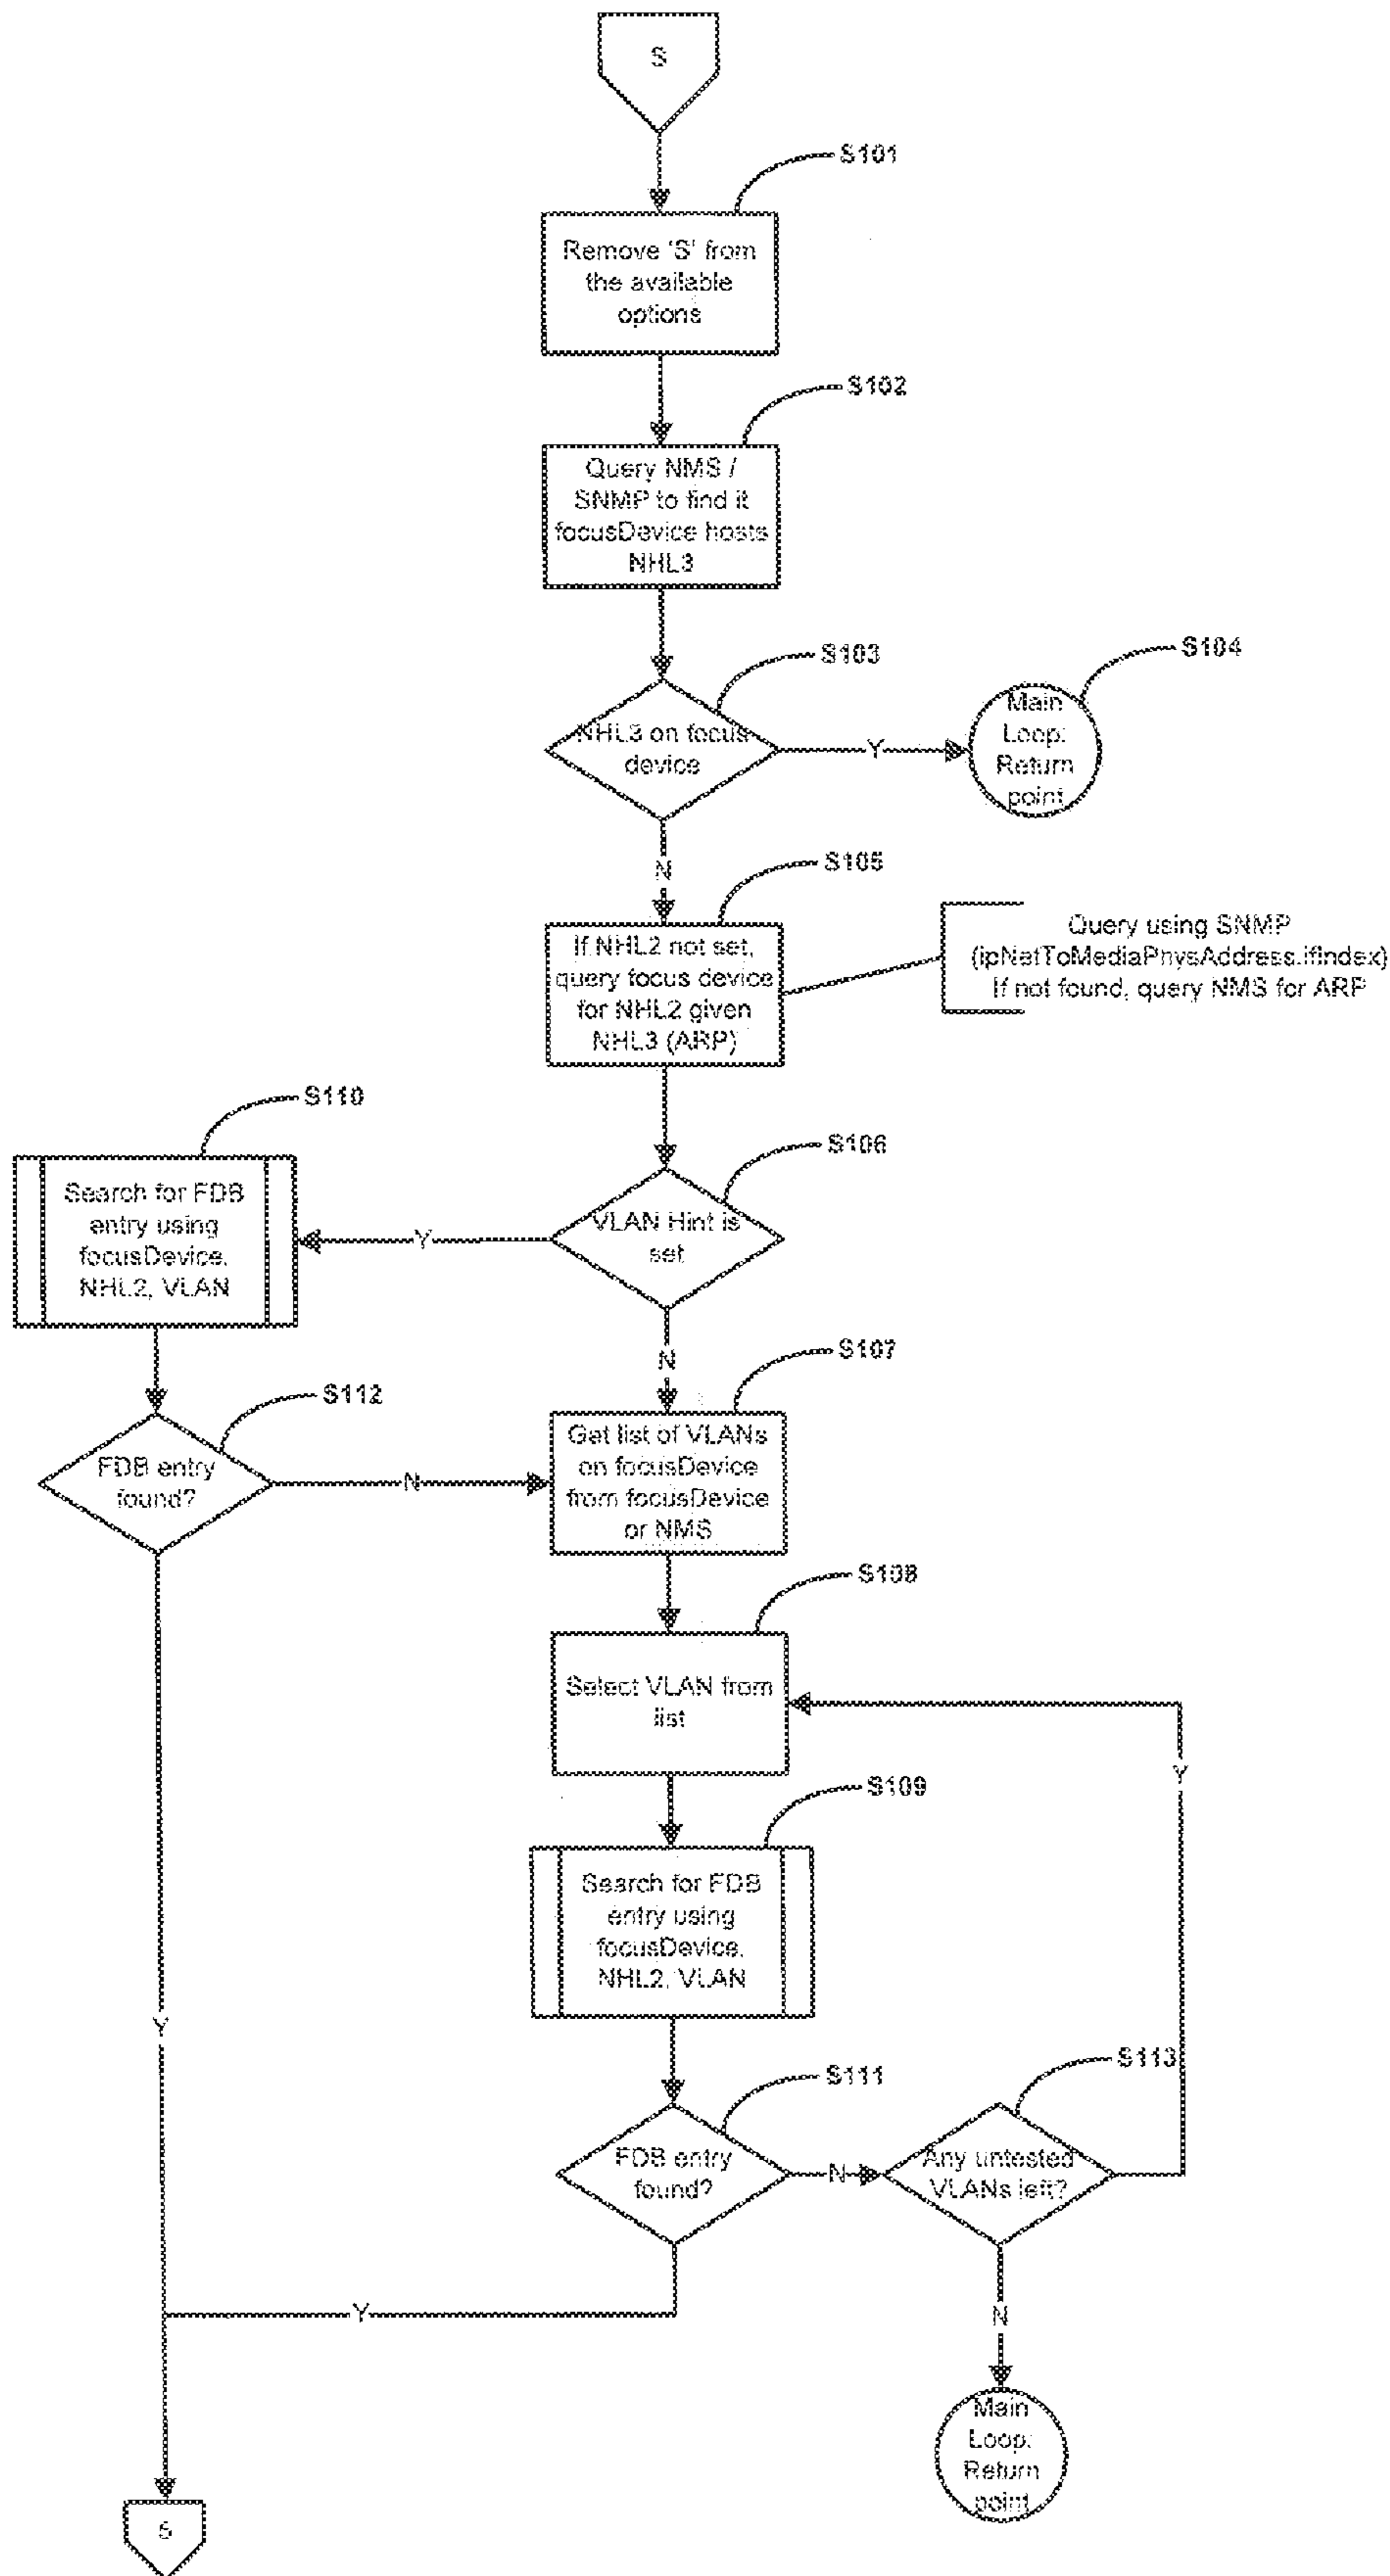 S
S101
Remove 'S' from
the available
options
S102
Query NMS /
SNMP to find it
focusDevice hosts
NHL3
S103
NHL3 on focus
device
Y
S104
Main
Loop:
Return
point
N
S105
If NHL2 not set,
query focus device
for NHL2 given
NHL3 (ARP)
Query using SNMP
(ipNetToMediaPhysAddress.ifIndex)
If not found, query NMS for ARP
S110
Search for FDB
entry using
focusDevice,
NHL2, VLAN
S106
VLAN Hint is
set
Y
N
S107
S112
FDB entry
found?
N
Get list of VLANs
on focusDevice
from focusDevice
or NMS
S108
Select VLAN from
list
Y
S109
Search for FDB
entry using
focusDevice,
NHL2, VLAN
Y
S111
FDB entry
found?
N
S113
Any untested
VLANs left?
Y
N
Main
Loop:
Return
point